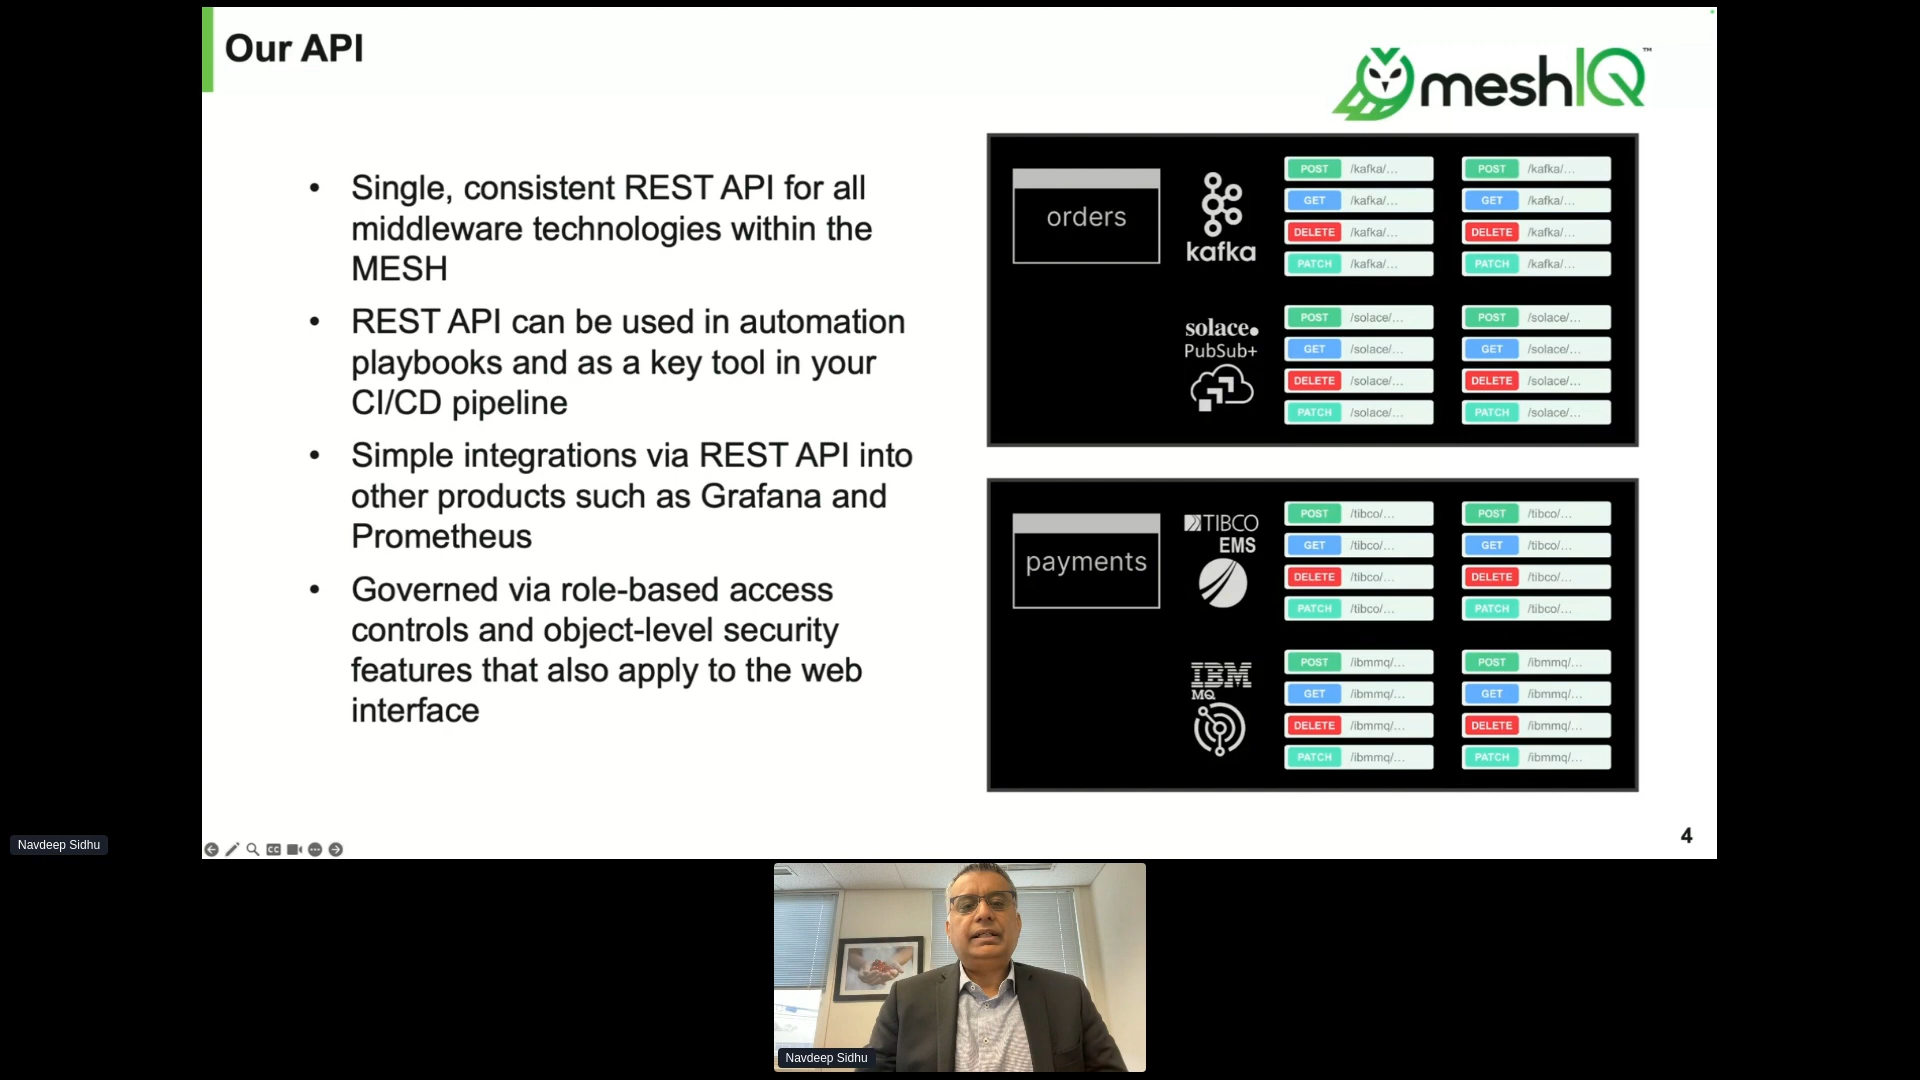 Our API
meshIQ™
• Single, consistent REST API for all
middleware technologies within the
MESH
• REST API can be used in automation
playbooks and as a key tool in your
CI/CD pipeline
• Simple integrations via REST API into
other products such as Grafana and
Prometheus
• Governed via role-based access
controls and object-level security
features that also apply to the web
interface
orders
kafka
POST /kafka/... POST /kafka/...
GET /kafka/... GET /kafka/...
DELETE /kafka/... DELETE /kafka/...
PATCH /kafka/... PATCH /kafka/...
solace.
PubSub+
POST /solace/... POST /solace/...
GET /solace/... GET /solace/...
DELETE /solace/... DELETE /solace/...
PATCH /solace/... PATCH /solace/...
payments
TIBCO
EMS
POST /tibco/... POST /tibco/...
GET /tibco/... GET /tibco/...
DELETE /tibco/... DELETE /tibco/...
PATCH /tibco/... PATCH /tibco/...
IBM
MQ
POST /ibmmq/... POST /ibmmq/...
GET /ibmmq/... GET /ibmmq/...
DELETE /ibmmq/... DELETE /ibmmq/...
PATCH /ibmmq/... PATCH /ibmmq/...
4
Navdeep Sidhu
CC
Navdeep Sidhu